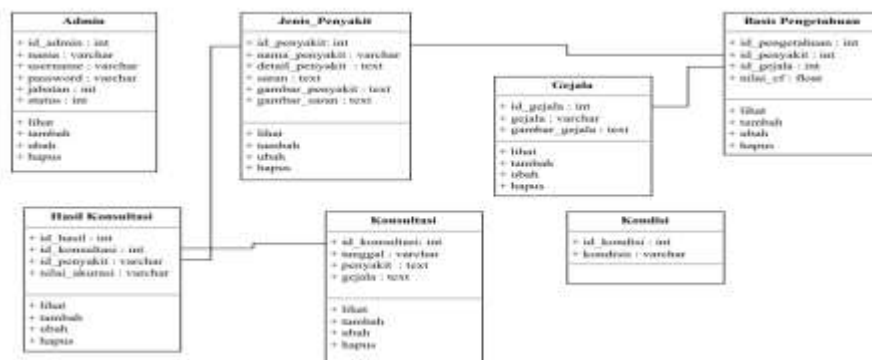 Admin
+ id_admin : int
+ nama : varchar
+ username : varchar
+ password : varchar
+ jabatan : int
+ status : int
+ lihat
+ tambah
+ ubah
+ hapus
Jenis_Penyakit
+ id_penyakit: int
+ nama_penyakit : varchar
+ detail_penyakit : text
+ saran : text
+ gambar_penyakit : text
+ gambar_saran : text
+ lihat
+ tambah
+ ubah
+ hapus
Gejala
+ id_gejala : int
+ gejala : varchar
+ gambar_gejala : text
+ lihat
+ tambah
+ ubah
+ hapus
Basis Pengetahuan
+ id_pengetahuan : int
+ id_penyakit : int
+ id_gejala : int
+ nilai_cf : float
+ lihat
+ tambah
+ ubah
+ hapus
Hasil Konsultasi
+ id_hasil : int
+ id_konsultasi : int
+ id_penyakit : varchar
+ nilai_akurasi : varchar
+ lihat
+ tambah
+ ubah
+ hapus
Konsultasi
+ id_konsultasi: int
+ tanggal : varchar
+ penyakit : text
+ gejala : text
+ lihat
+ tambah
+ ubah
+ hapus
Kondisi
+ id_kondisi : int
+ : varchar